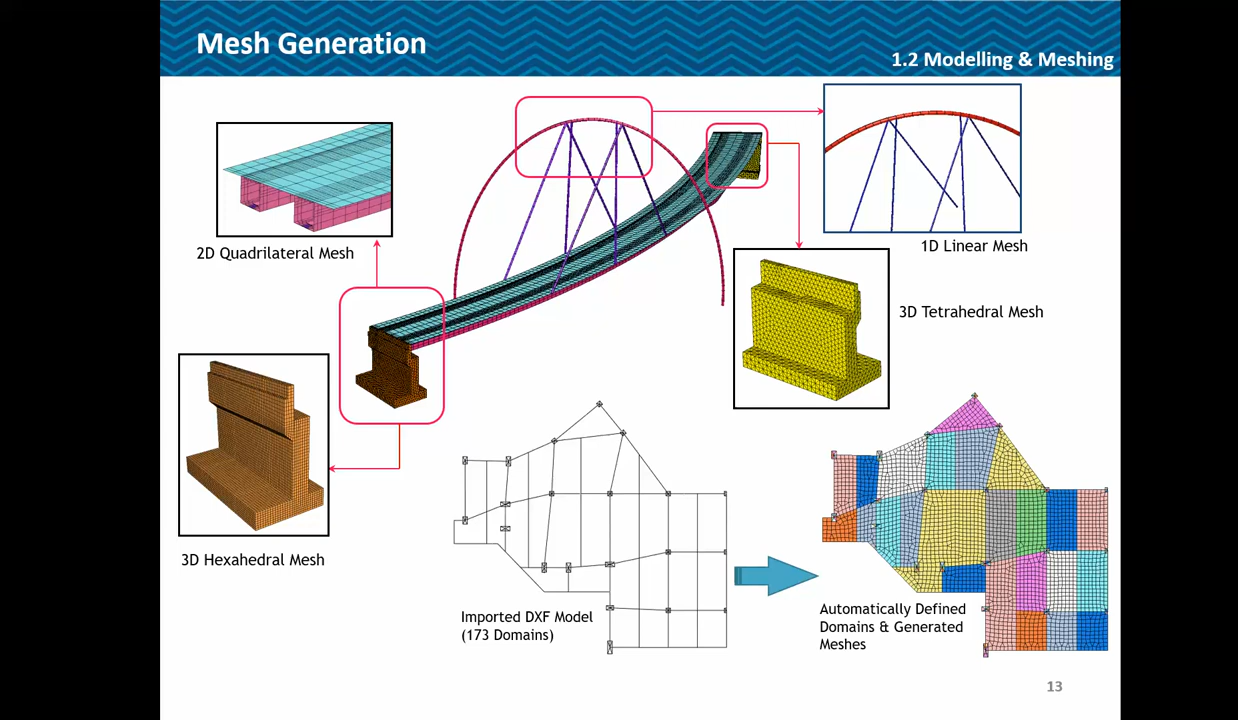 Mesh Generation
1.2 Modelling & Meshing
2D Quadrilateral Mesh
1D Linear Mesh
3D Tetrahedral Mesh
3D Hexahedral Mesh
Imported DXF Model
(173 Domains)
Automatically Defined
Domains & Generated
Meshes
13